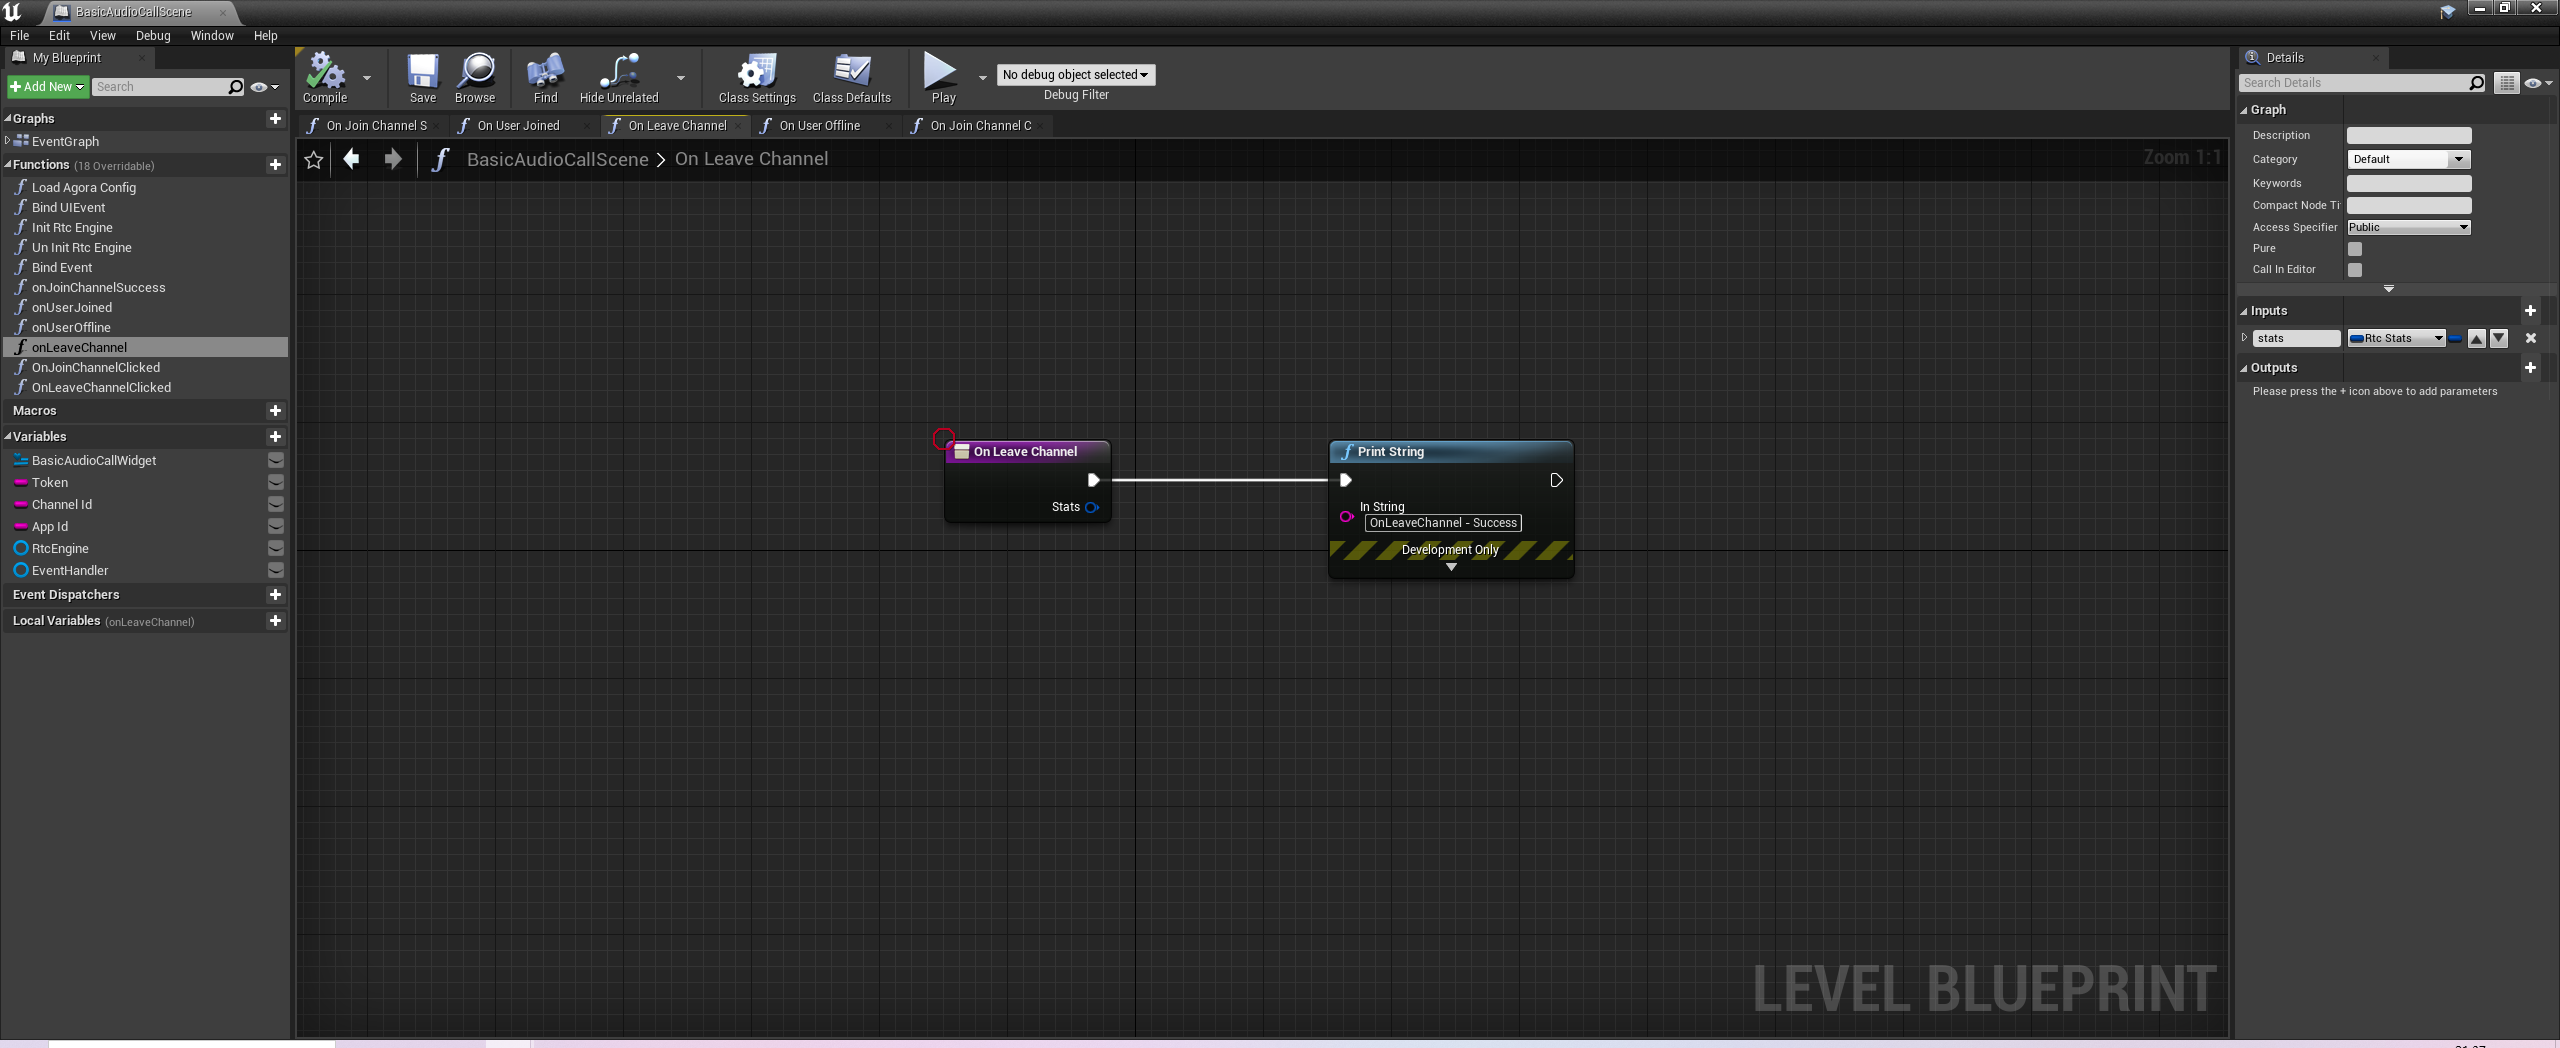 BasicAudioCallScene
File Edit View Debug Window Help
My Blueprint
Add New Search
Graphs
EventGraph
Functions (18 Overridable)
Load Agora Config
Bind UIEvent
Init Rtc Engine
Un Init Rtc Engine
Bind Event
onJoinChannelSuccess
onUserJoined
onUserOffline
onLeaveChannel
OnJoinChannelClicked
OnLeaveChannelClicked
Macros
Variables
BasicAudioCallWidget
Token
Channel Id
App Id
RtcEngine
EventHandler
Event Dispatchers
Local Variables (onLeaveChannel)
Compile Save Browse Find Hide Unrelated Class Settings Class Defaults Play
No debug object selected
Debug Filter
On Join Channel S On User Joined On Leave Channel On User Offline On Join Channel C
BasicAudioCallScene > On Leave Channel
Zoom 1:1
On Leave Channel
Stats
Print String
In String
OnLeaveChannel - Success
Development Only
LEVEL BLUEPRINT
Details
Search Details
Graph
Description
Category Default
Keywords
Compact Node Ti
Access Specifier Public
Pure
Call In Editor
Inputs
stats Rtc Stats
Outputs
Please press the + icon above to add parameters